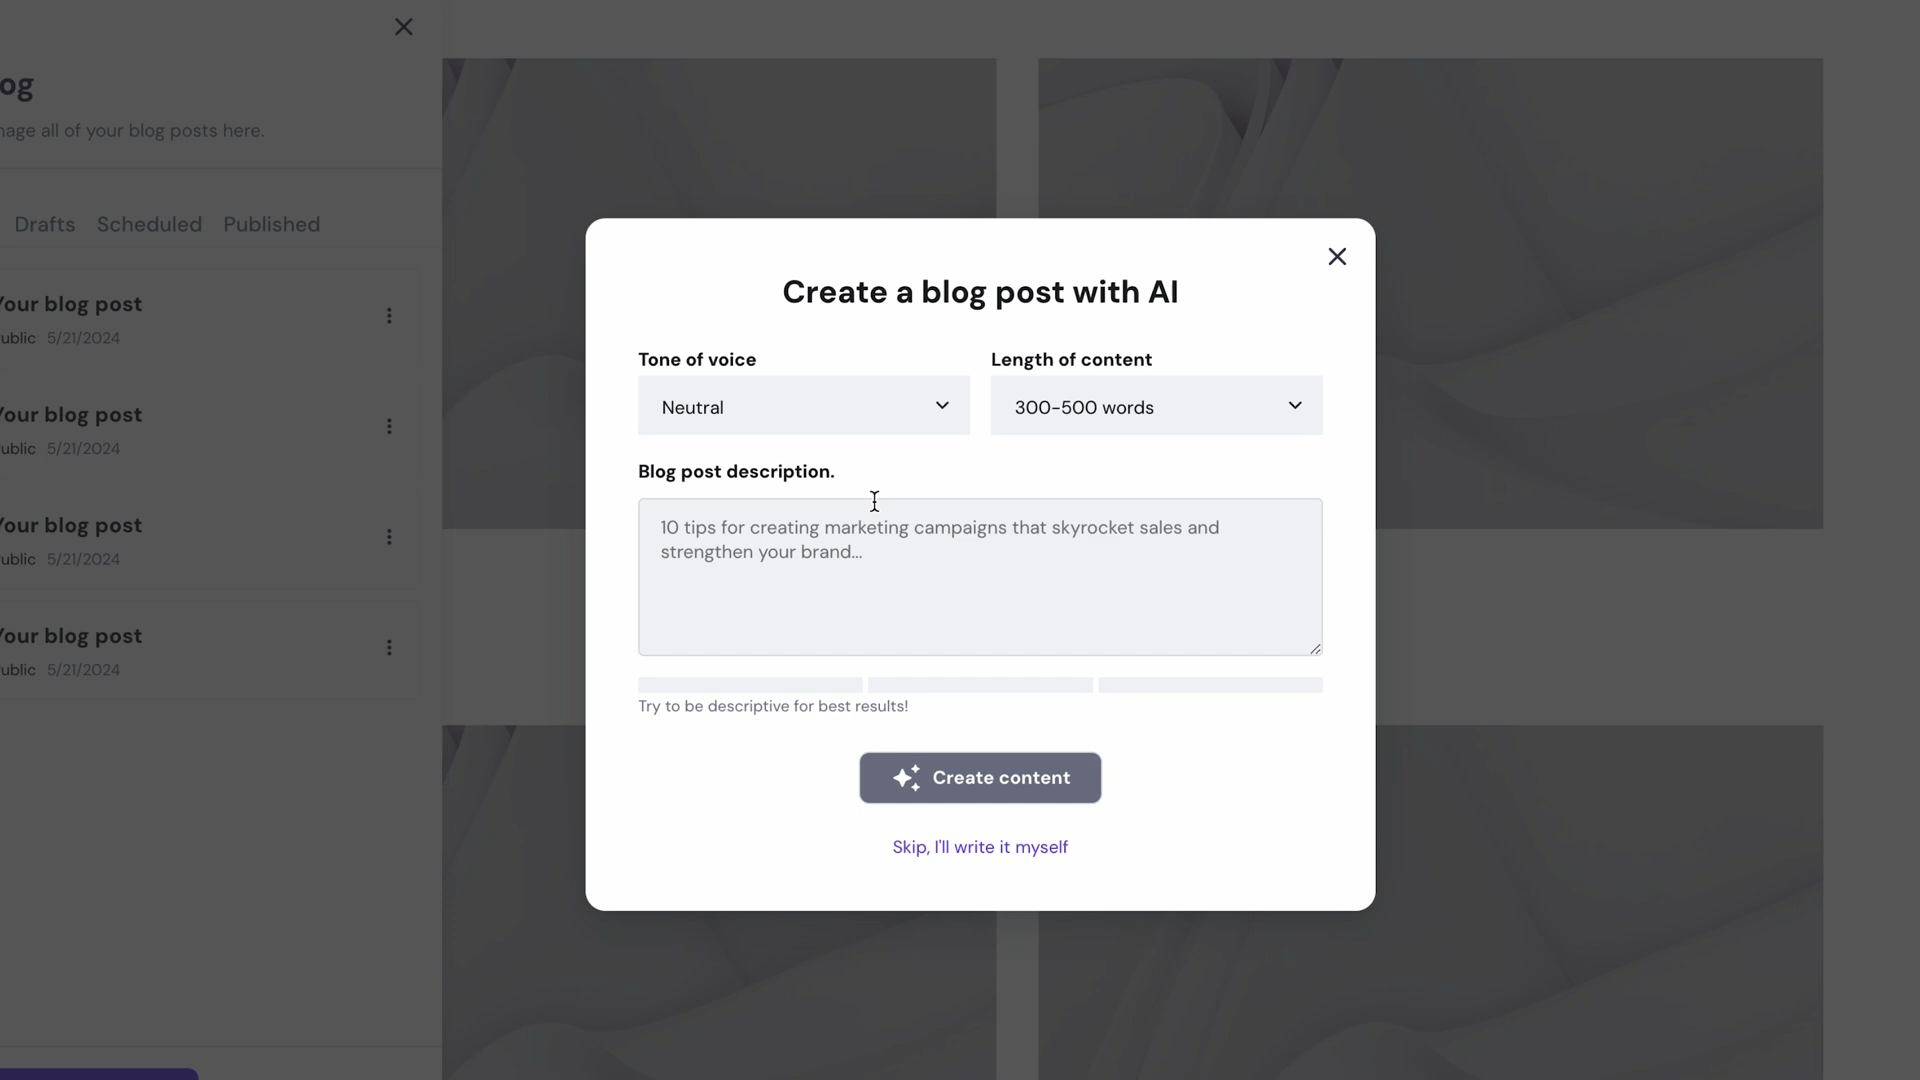 og
nage all of your blog posts here.
Drafts Scheduled Published
Your blog post
ublic 5/21/2024
Your blog post
ublic 5/21/2024
Your blog post
ublic 5/21/2024
Your blog post
ublic 5/21/2024
Create a blog post with AI
Tone of voice Length of content
Neutral 300-500 words
Blog post description.
10 tips for creating marketing campaigns that skyrocket sales and
strengthen your brand...
Try to be descriptive for best results!
Create content
Skip, I'll write it myself